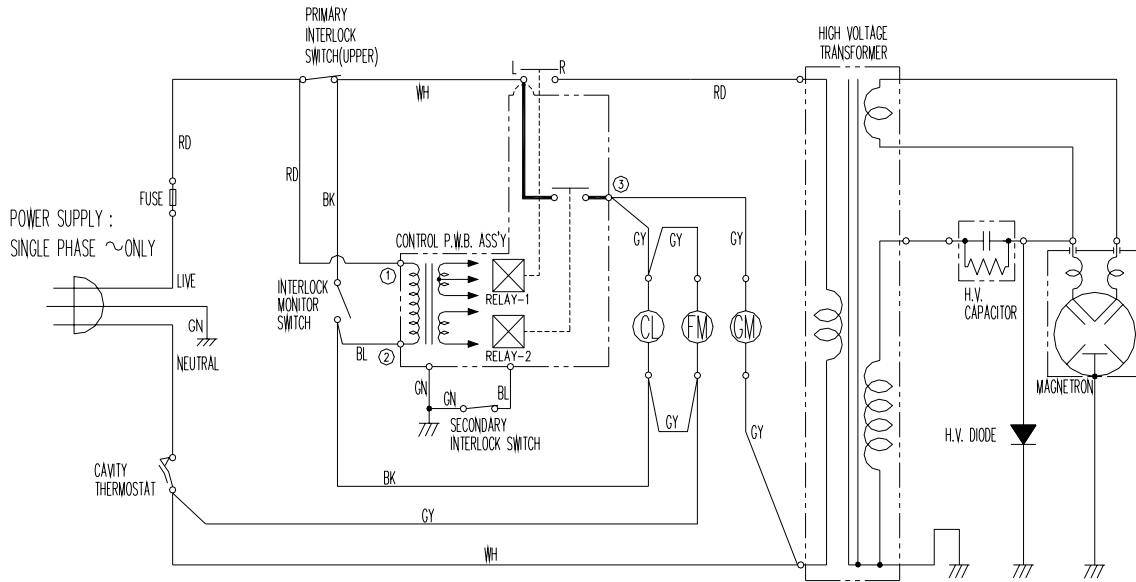 PRIMARY
INTERLOCK
SWITCH(UPPER)
HIGH VOLTAGE
TRANSFORMER
L
R
WH
RD
RD
RD
BK
FUSE
3
POWER SUPPLY :
SINGLE PHASE ～ONLY
CONTROL P.W.B. ASS'Y
GY
GY
GY
1
LIVE
INTERLOCK
MONITOR
SWITCH
RELAY-1
H.V.
CAPACITOR
GN
CL
FM
GM
NEUTRAL
BL
2
RELAY-2
GN
GN
BL
MAGNETRON
SECONDARY
INTERLOCK SWITCH
GY
GY
H.V. DIODE
CAVITY
THERMOSTAT
BK
GY
WH